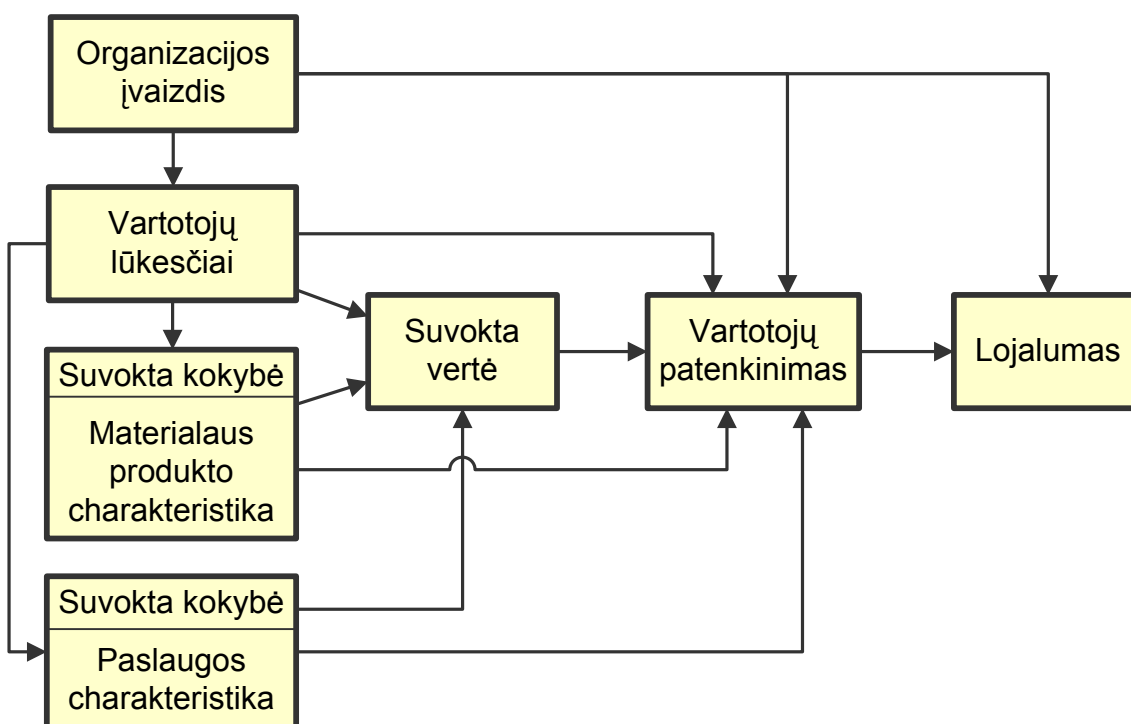 Organizacijos
įvaizdis
Vartotojų
lūkesčiai
Suvokta
vertė
Vartotojų
patenkinimas
Lojalumas
Suvokta kokybė
Materialaus
produkto
charakteristika
Suvokta kokybė
Paslaugos
charakteristika